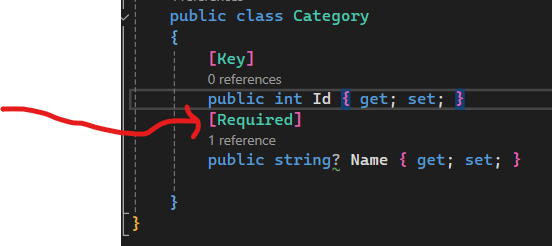 public class Category
{
[Key]
0 references
public int Id { get; set; }
[Required]
1 reference
public string? Name { get; set; }
}
}